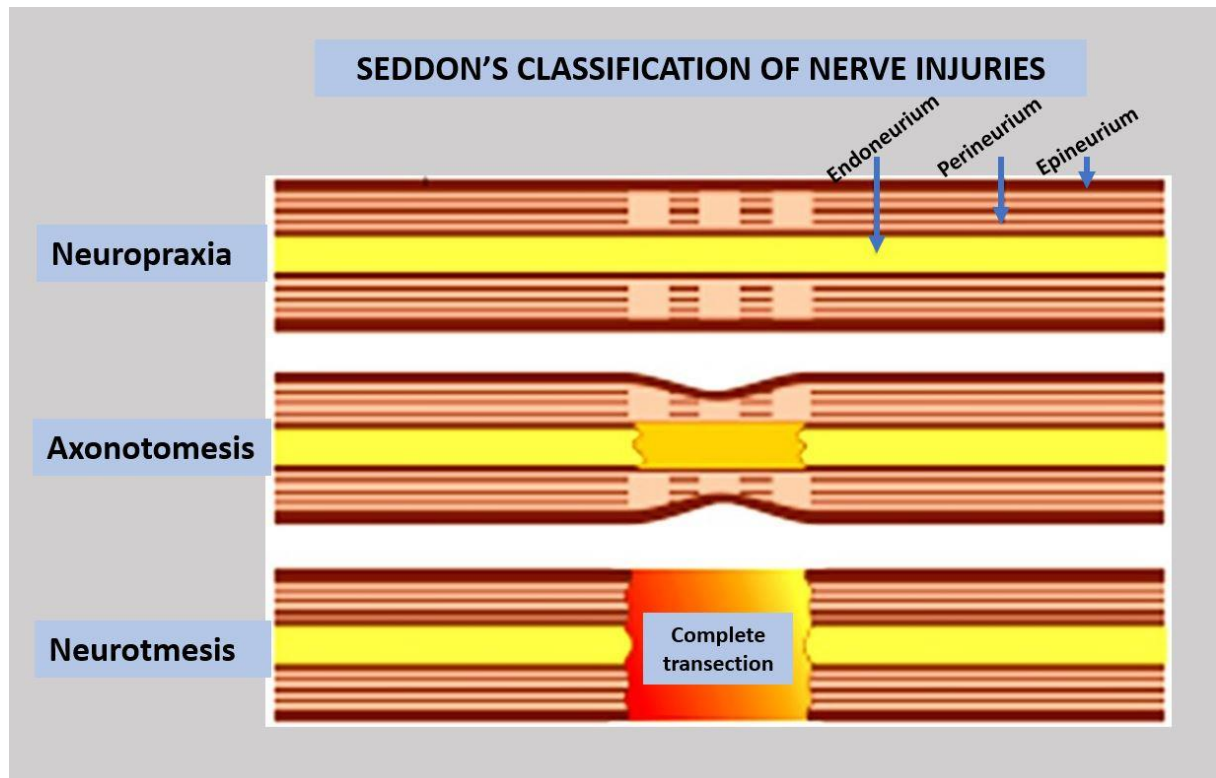 SEDDON'S CLASSIFICATION OF NERVE INJURIES
Endoneurium
Perineurium
Epineurium
Neuropraxia
Axonotomesis
Neurotmesis
Complete
transection